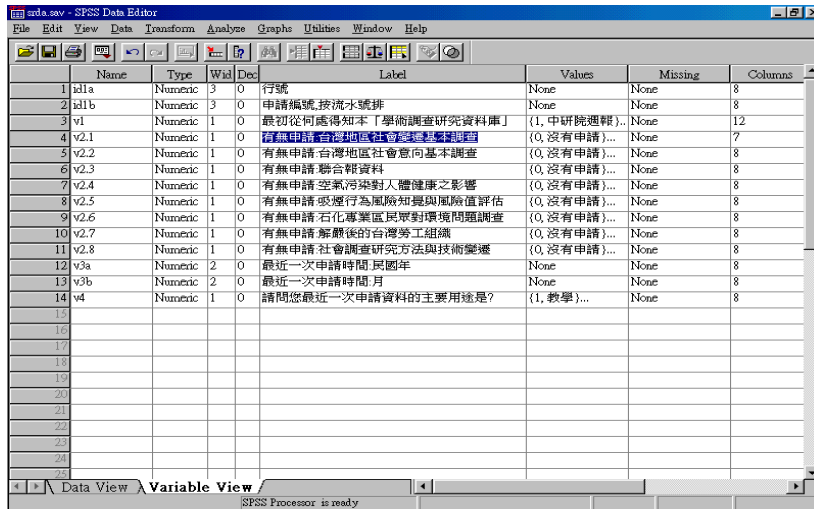 srda.sav - SPSS Data Editor
File Edit View Data Transform Analyze Graphs Utilities Window Help
Name Type Wid Dec Label Values Missing Columns
1 id1a Numeric 3 0 行號 None None 8
2 id1b Numeric 3 0 申請編號,按流水號排 None None 8
3 v1 Numeric 1 0 最初從何處得知本「學術調查研究資料庫」 {1, 中研院週報}.. None 12
4 v2.1 Numeric 1 0 有無申請:台灣地區社會變遷基本調查 {0, 沒有申請}... None 7
5 v2.2 Numeric 1 0 有無申請:台灣地區社會意向基本調查 {0, 沒有申請}... None 8
6 v2.3 Numeric 1 0 有無申請:聯合報資料 {0, 沒有申請}... None 8
7 v2.4 Numeric 1 0 有無申請:空氣污染對人體健康之影響 {0, 沒有申請}... None 8
8 v2.5 Numeric 1 0 有無申請:吸煙行為風險知覺與風險值評估 {0, 沒有申請}... None 8
9 v2.6 Numeric 1 0 有無申請:石化專業區民眾對環境問題調查 {0, 沒有申請}... None 8
10 v2.7 Numeric 1 0 有無申請:解嚴後的台灣勞工組織 {0, 沒有申請}... None 8
11 v2.8 Numeric 1 0 有無申請:社會調查研究方法與技術變遷 {0, 沒有申請}... None 8
12 v3a Numeric 2 0 最近一次申請時間:民國年 None None 8
13 v3b Numeric 2 0 最近一次申請時間:月 None None 8
14 v4 Numeric 1 0 請問您最近一次申請資料的主要用途是? {1, 教學}... None 8
15
16
17
18
19
20
21
22
23
24
25
Data View Variable View
SPSS Processor is ready